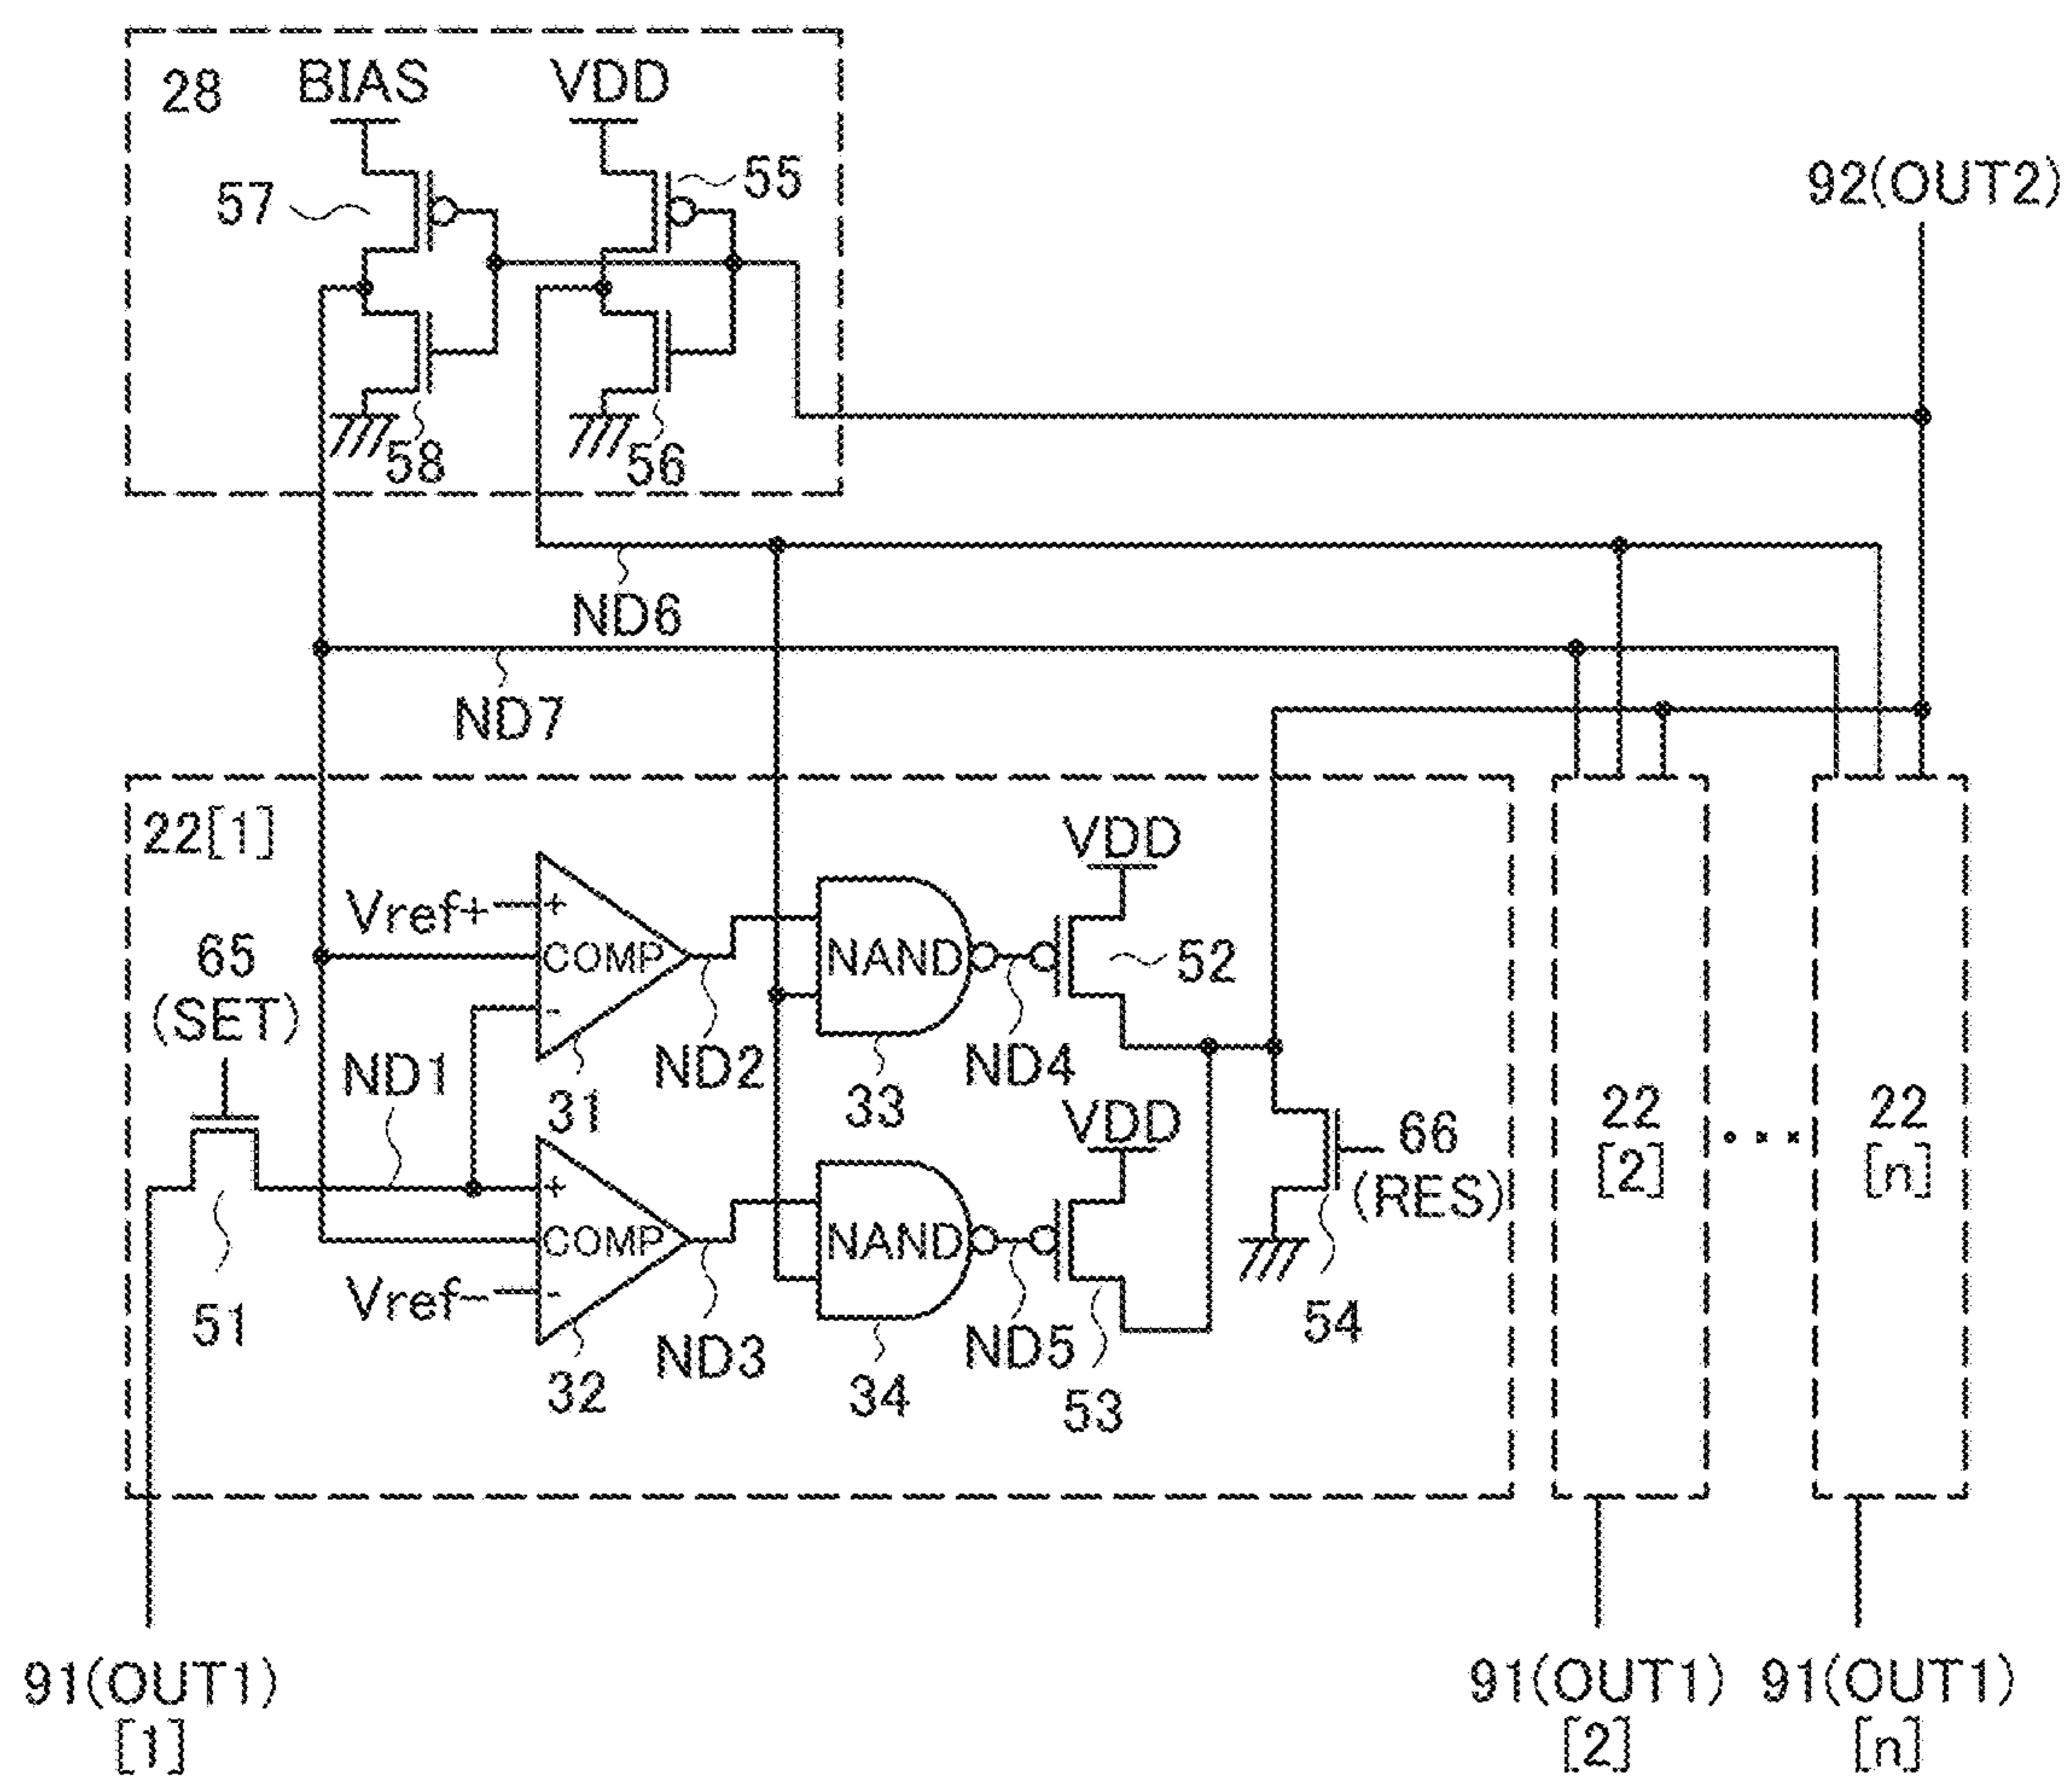 28
BIAS
VDD
57
55
92(OUT2)
58
56
ND6
ND7
22[1]
VDD
Vref+
+
COMP
-
NAND
52
65
(SET)
ND1
ND2
ND4
31
33
VDD
66
(RES)
22
[2]
22
[n]
+
COMP
-
NAND
Vref-
51
ND3
ND5
54
32
34
53
91(OUT1)
[1]
91(OUT1)
[2]
91(OUT1)
[n]